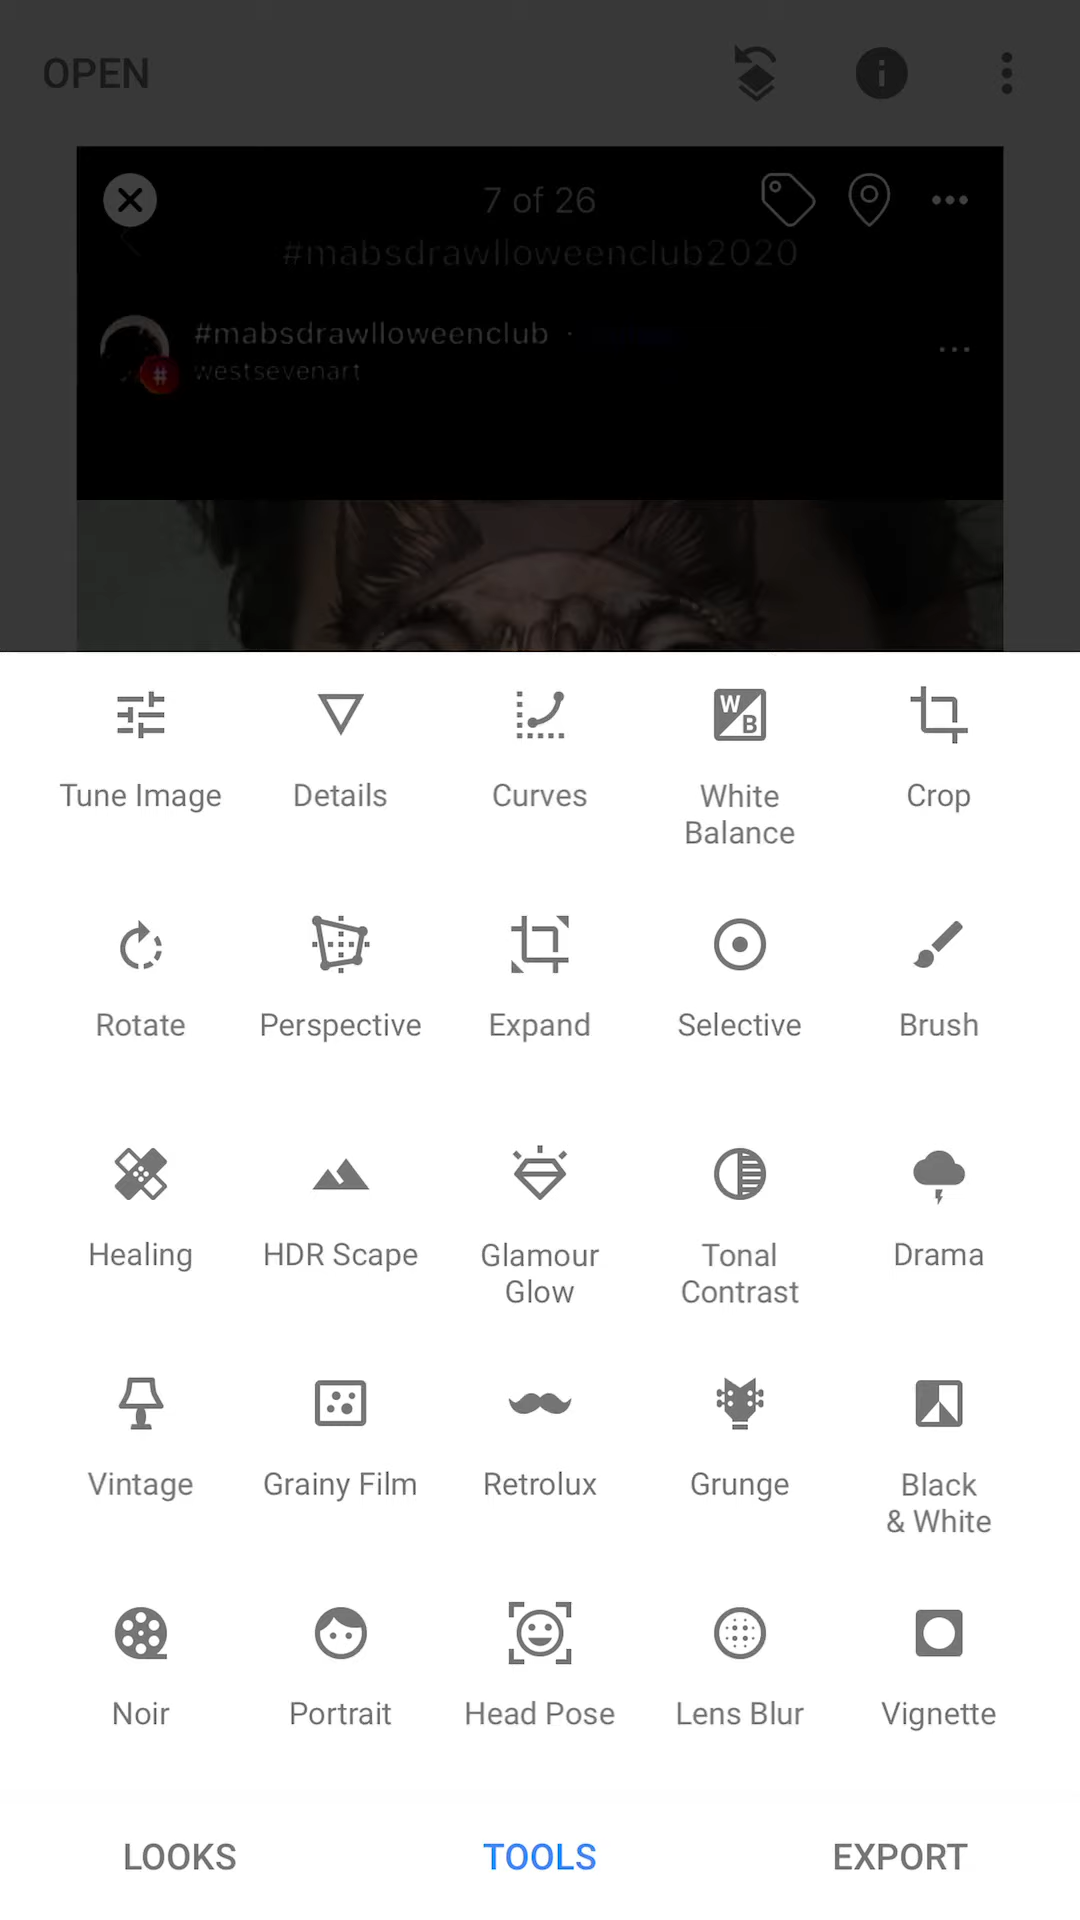 OPEN
7 of 26
#mabsdrawlloweenclub2020
#mabsdrawlloweenclub ·
westsevenart
Tune Image
Details
Curves
White
Balance
Crop
Rotate
Perspective
Expand
Selective
Brush
Healing
HDR Scape
Glamour
Glow
Tonal
Contrast
Drama
Vintage
Grainy Film
Retrolux
Grunge
Black
& White
Noir
Portrait
Head Pose
Lens Blur
Vignette
LOOKS
TOOLS
EXPORT